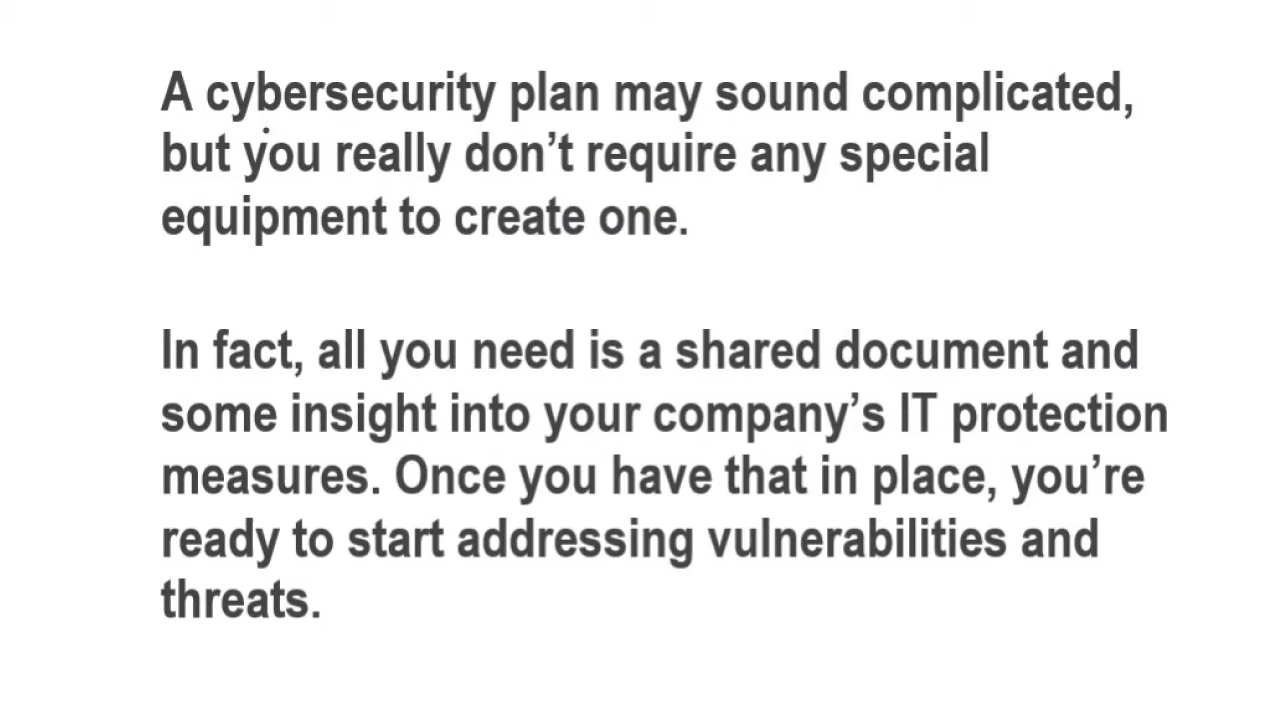 A cybersecurity plan may sound complicated,
but you really don’t require any special
equipment to create one.
In fact, all you need is a shared document and
some insight into your company’s IT protection
measures. Once you have that in place, you’re
ready to start addressing vulnerabilities and
threats.